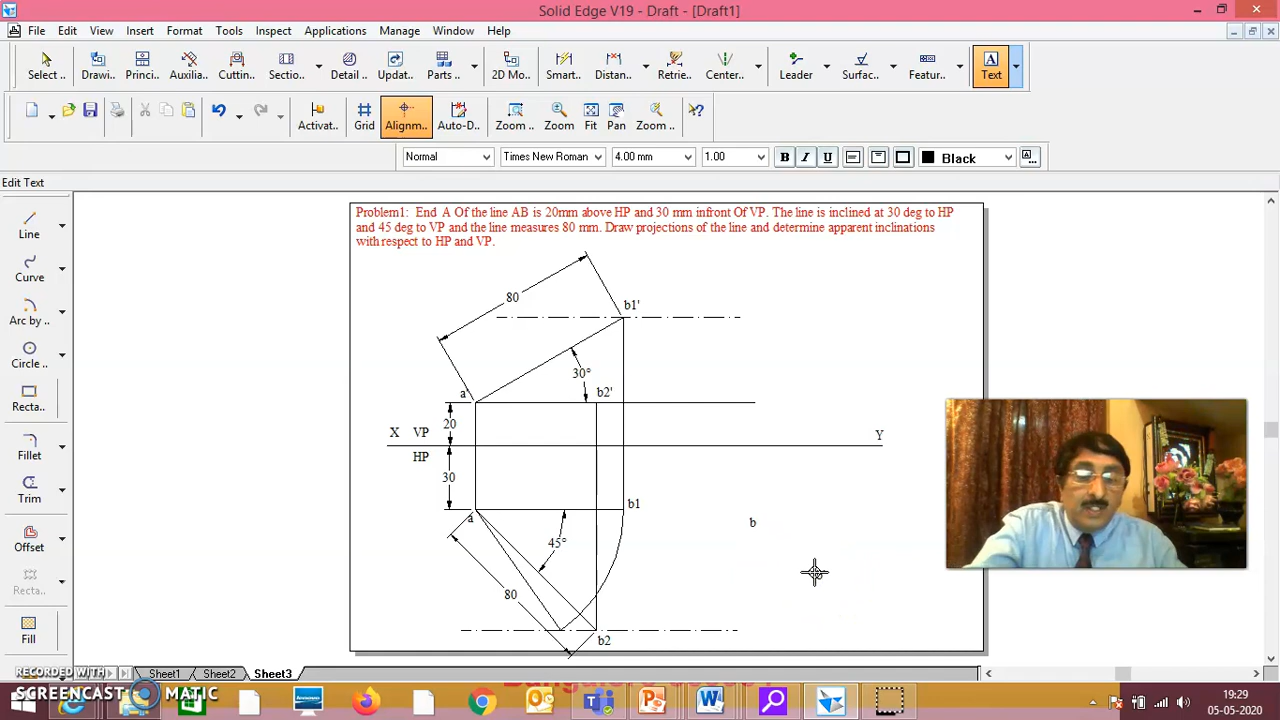 Solid Edge V19 - Draft - [Draft1]
File Edit View Insert Format Tools Inspect Applications Manage Window Help
Select .. Drawi.. Princi.. Auxilia.. Cuttin.. Sectio.. Detail .. Updat.. Parts .. 2D Mo.. Smart.. Distan.. Retrie.. Center.. Leader Surfac.. Featur.. Text
Activat.. Grid Alignm.. Auto-D.. Zoom .. Zoom Fit Pan Zoom ..
Normal Times New Roman 4.00 mm 1.00 B I U Black
Edit Text
Line
Curve
Arc by ..
Circle ..
Recta..
Fillet
Trim
Offset
Recta..
Fill
Problem1: End A Of the line AB is 20mm above HP and 30 mm infront Of VP. The line is inclined at 30 deg to HP
and 45 deg to VP and the line measures 80 mm. Draw projections of the line and determine apparent inclinations
with respect to HP and VP.
80
b1'
30°
a'
b2'
20
X VP
Y
HP
30
b1
a
b
45°
80
b2
Sheet1 Sheet2 Sheet3
RECORDED WITH
SCREENCAST MATIC
19:29
05-05-2020